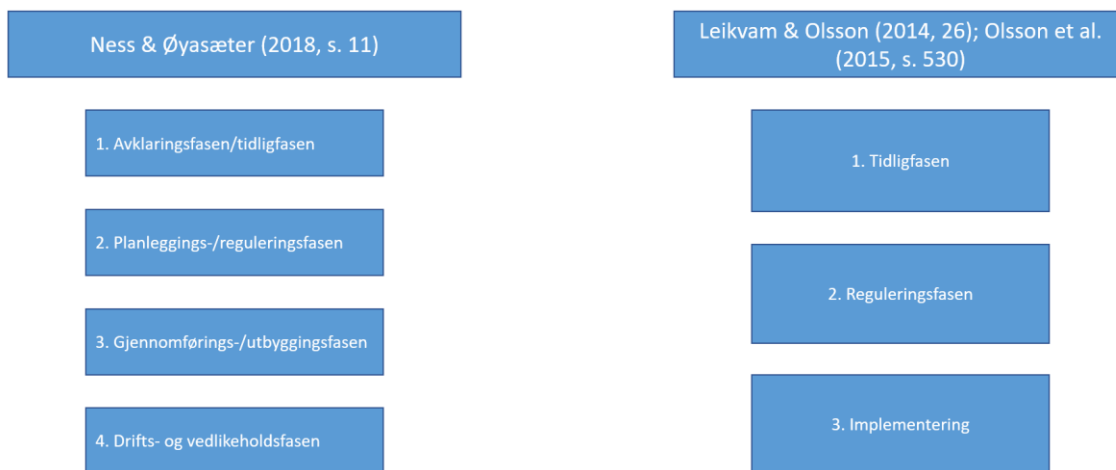 Ness & Øyasæter (2018, s. 11)
1. Avklaringsfasen/tidligfasen
2. Planleggings-/reguleringsfasen
3. Gjennomførings-/utbyggingsfasen
4. Drifts- og vedlikeholdsfasen
Leikvam & Olsson (2014, 26); Olsson et al.
(2015, s. 530)
1. Tidligfasen
2. Reguleringsfasen
3. Implementering